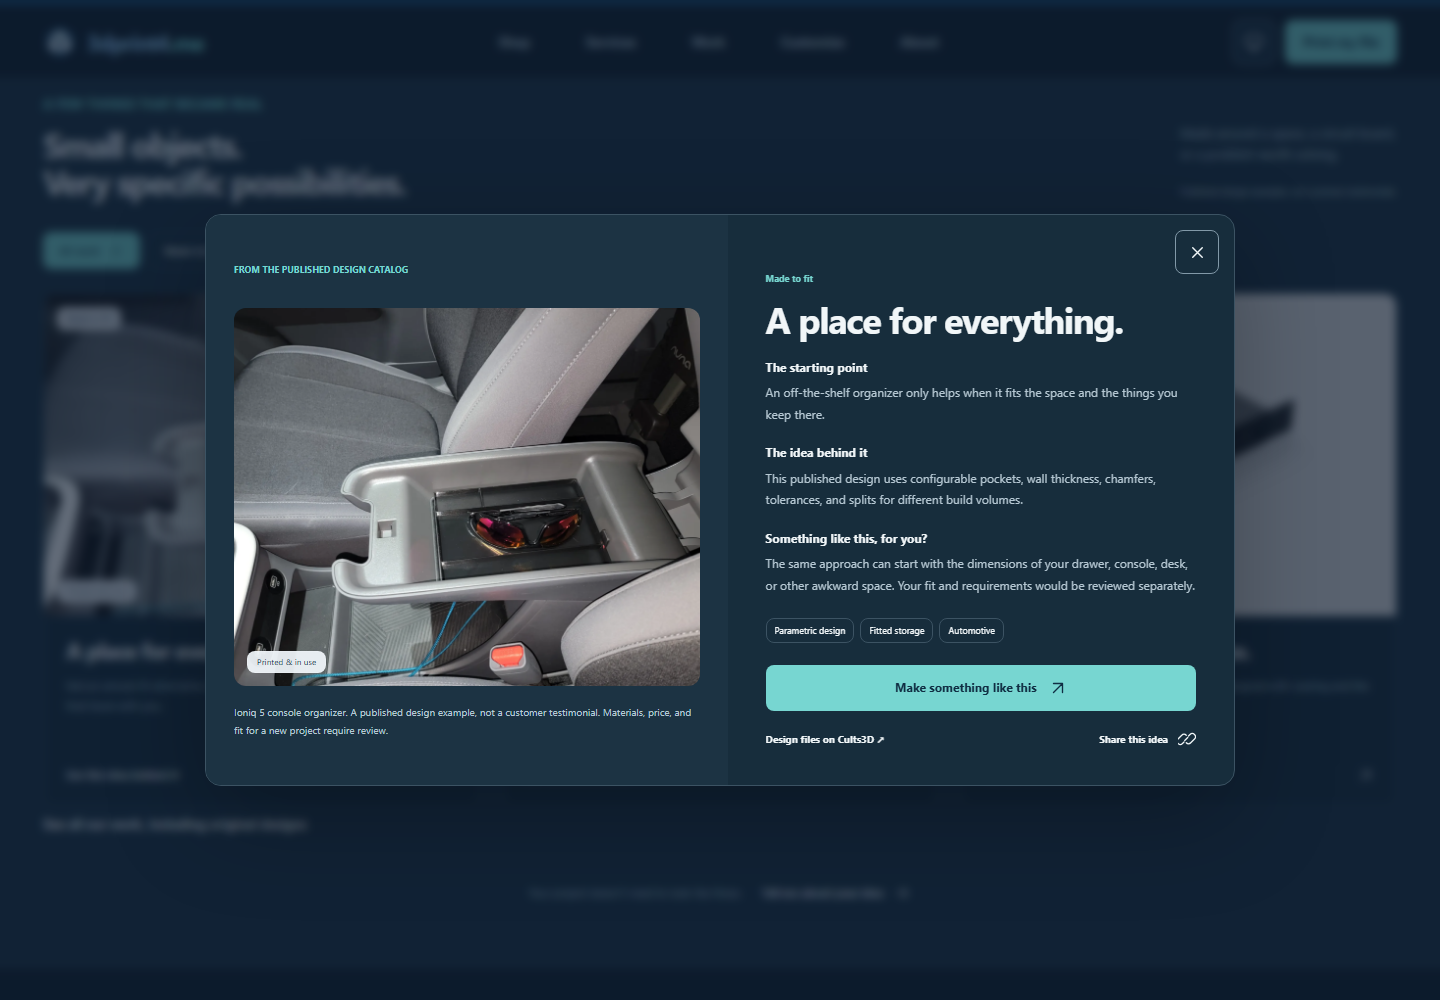 Small objects.
Very specific possibilities.
FROM THE PUBLISHED DESIGN CATALOG
Printed & in use
Ioniq 5 console organizer. A published design example, not a customer testimonial. Materials, price, and
fit for a new project require review.
Made to fit
A place for everything.
The starting point
An off-the-shelf organizer only helps when it fits the space and the things you
keep there.
The idea behind it
This published design uses configurable pockets, wall thickness, chamfers,
tolerances, and splits for different build volumes.
Something like this, for you?
The same approach can start with the dimensions of your drawer, console, desk,
or other awkward space. Your fit and requirements would be reviewed separately.
Parametric design
Fitted storage
Automotive
Make something like this
Design files on Cults3D ↗
Share this idea